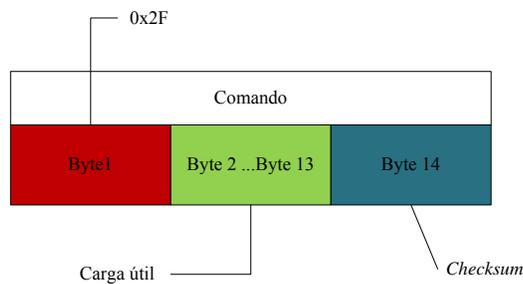 0x2F
Comando
Byte1
Byte 2 ...Byte 13
Byte 14
Carga útil
Checksum